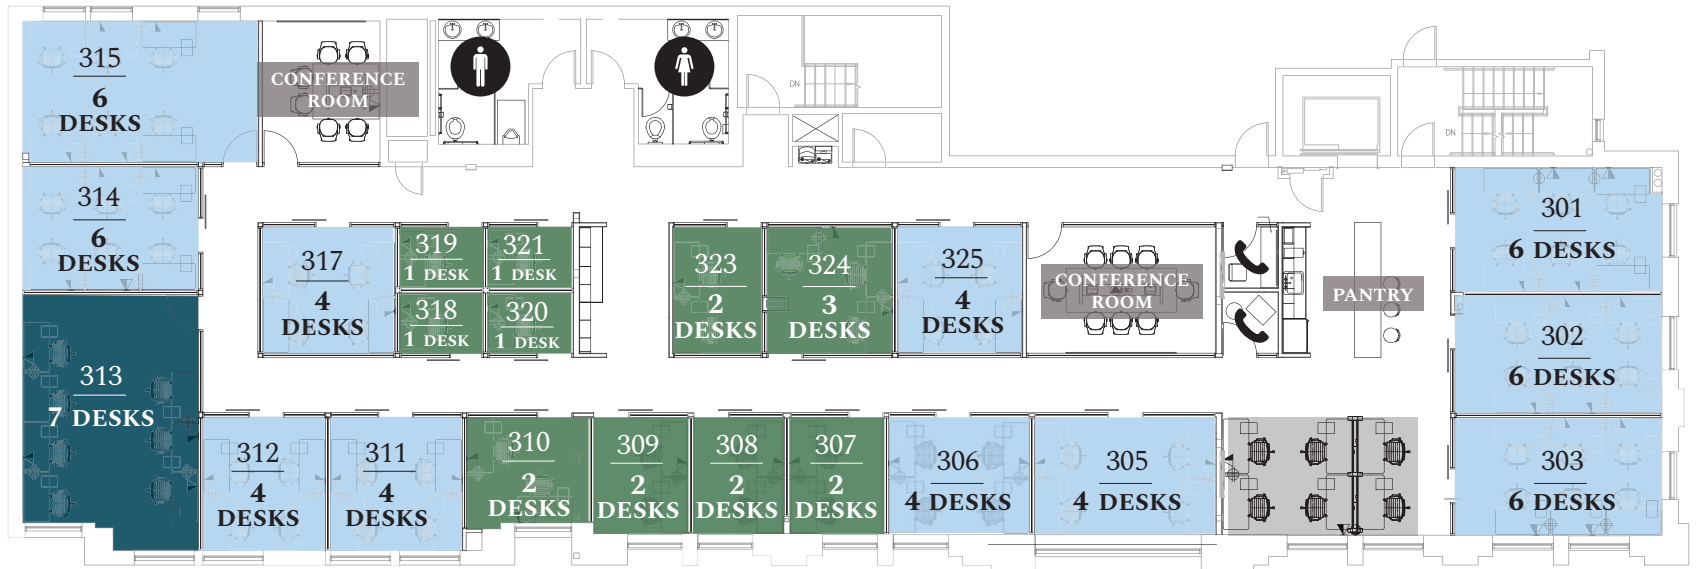 315
6
DESKS
CONFERENCE
ROOM
DN
DN
314
6
DESKS
301
6 DESKS
317
4
DESKS
319
1 DESK
321
1 DESK
318
1 DESK
320
1 DESK
323
2
DESKS
324
3
DESKS
325
4
DESKS
CONFERENCE
ROOM
PANTRY
302
6 DESKS
313
7 DESKS
312
4
DESKS
311
4
DESKS
310
2
DESKS
309
2
DESKS
308
2
DESKS
307
2
DESKS
306
4 DESKS
305
4 DESKS
303
6 DESKS